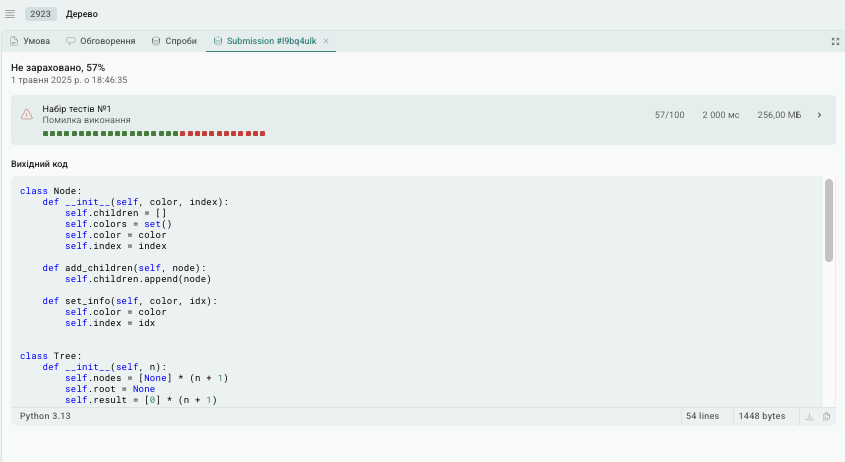 2923 Дерево
Умова Обговорення Спроби Submission #l9bq4ulk ×
Не зараховано, 57%
1 травня 2025 р. о 18:46:35
Набір тестів №1
Помилка виконання
57/100 2 000 мс 256,00 МБ
Вихідний код
class Node:
    def __init__(self, color, index):
        self.children = []
        self.colors = set()
        self.color = color
        self.index = index
    def add_children(self, node):
        self.children.append(node)
    def set_info(self, color, idx):
        self.color = color
        self.index = idx
class Tree:
    def __init__(self, n):
        self.nodes = [None] * (n + 1)
        self.root = None
        self.result = [0] * (n + 1)
Python 3.13 54 lines 1448 bytes